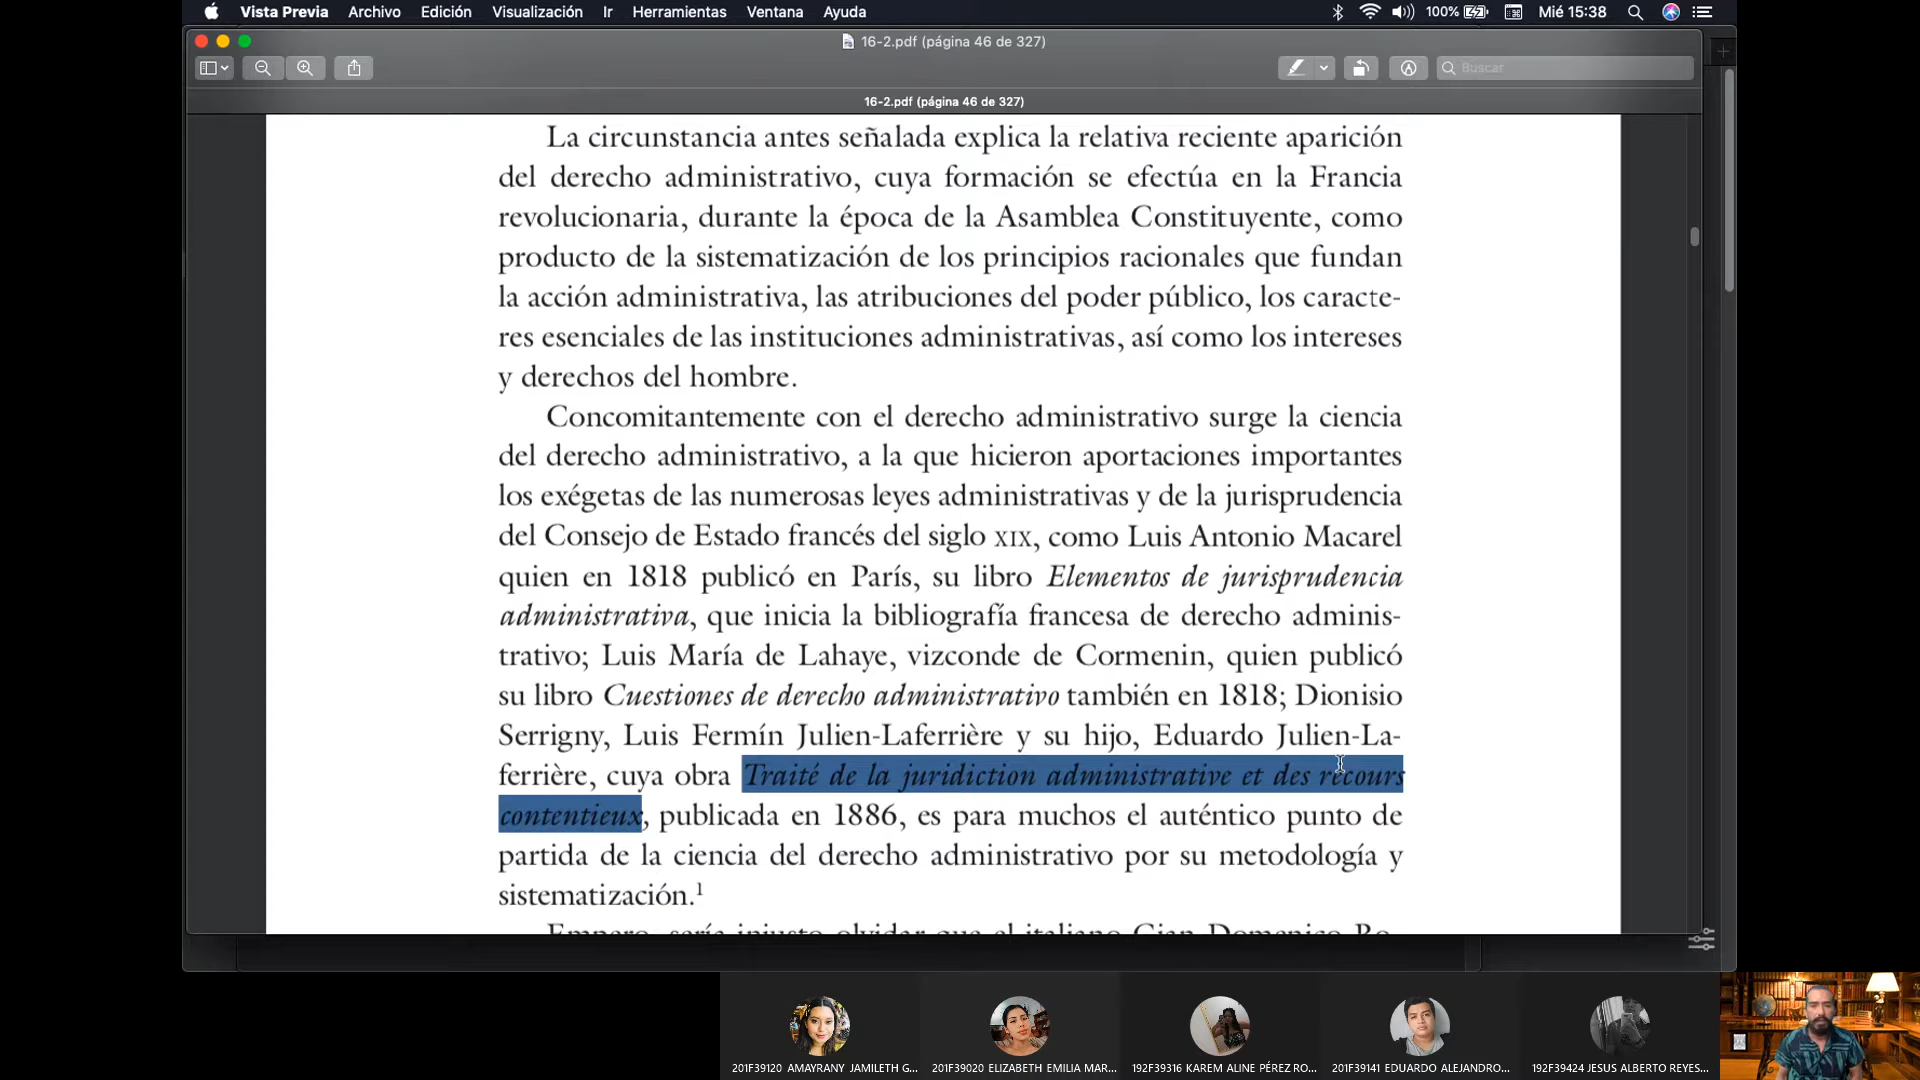 Vista Previa Archivo Edición Visualización Ir Herramientas Ventana Ayuda 100% Mié 15:38
16-2.pdf (página 46 de 327)
Buscar
16-2.pdf (página 46 de 327)
La circunstancia antes señalada explica la relativa reciente aparición
del derecho administrativo, cuya formación se efectúa en la Francia
revolucionaria, durante la época de la Asamblea Constituyente, como
producto de la sistematización de los principios racionales que fundan
la acción administrativa, las atribuciones del poder público, los caracte-
res esenciales de las instituciones administrativas, así como los intereses
y derechos del hombre.
Concomitantemente con el derecho administrativo surge la ciencia
del derecho administrativo, a la que hicieron aportaciones importantes
los exégetas de las numerosas leyes administrativas y de la jurisprudencia
del Consejo de Estado francés del siglo XIX, como Luis Antonio Macarel
quien en 1818 publicó en París, su libro Elementos de jurisprudencia
administrativa, que inicia la bibliografía francesa de derecho adminis-
trativo; Luis María de Lahaye, vizconde de Cormenin, quien publicó
su libro Cuestiones de derecho administrativo también en 1818; Dionisio
Serrigny, Luis Fermín Julien-Laferrière y su hijo, Eduardo Julien-La-
ferrière, cuya obra Traité de la juridiction administrative et des recours
contentieux, publicada en 1886, es para muchos el auténtico punto de
partida de la ciencia del derecho administrativo por su metodología y
sistematización.1
Empero, sería injusto olvidar que el italiano Gian Domenico Ro-
201F39120 AMAYRANY JAMILETH G...
201F39020 ELIZABETH EMILIA MAR...
192F39316 KAREM ALINE PÉREZ RO...
201F39141 EDUARDO ALEJANDRO...
192F39424 JESUS ALBERTO REYES...